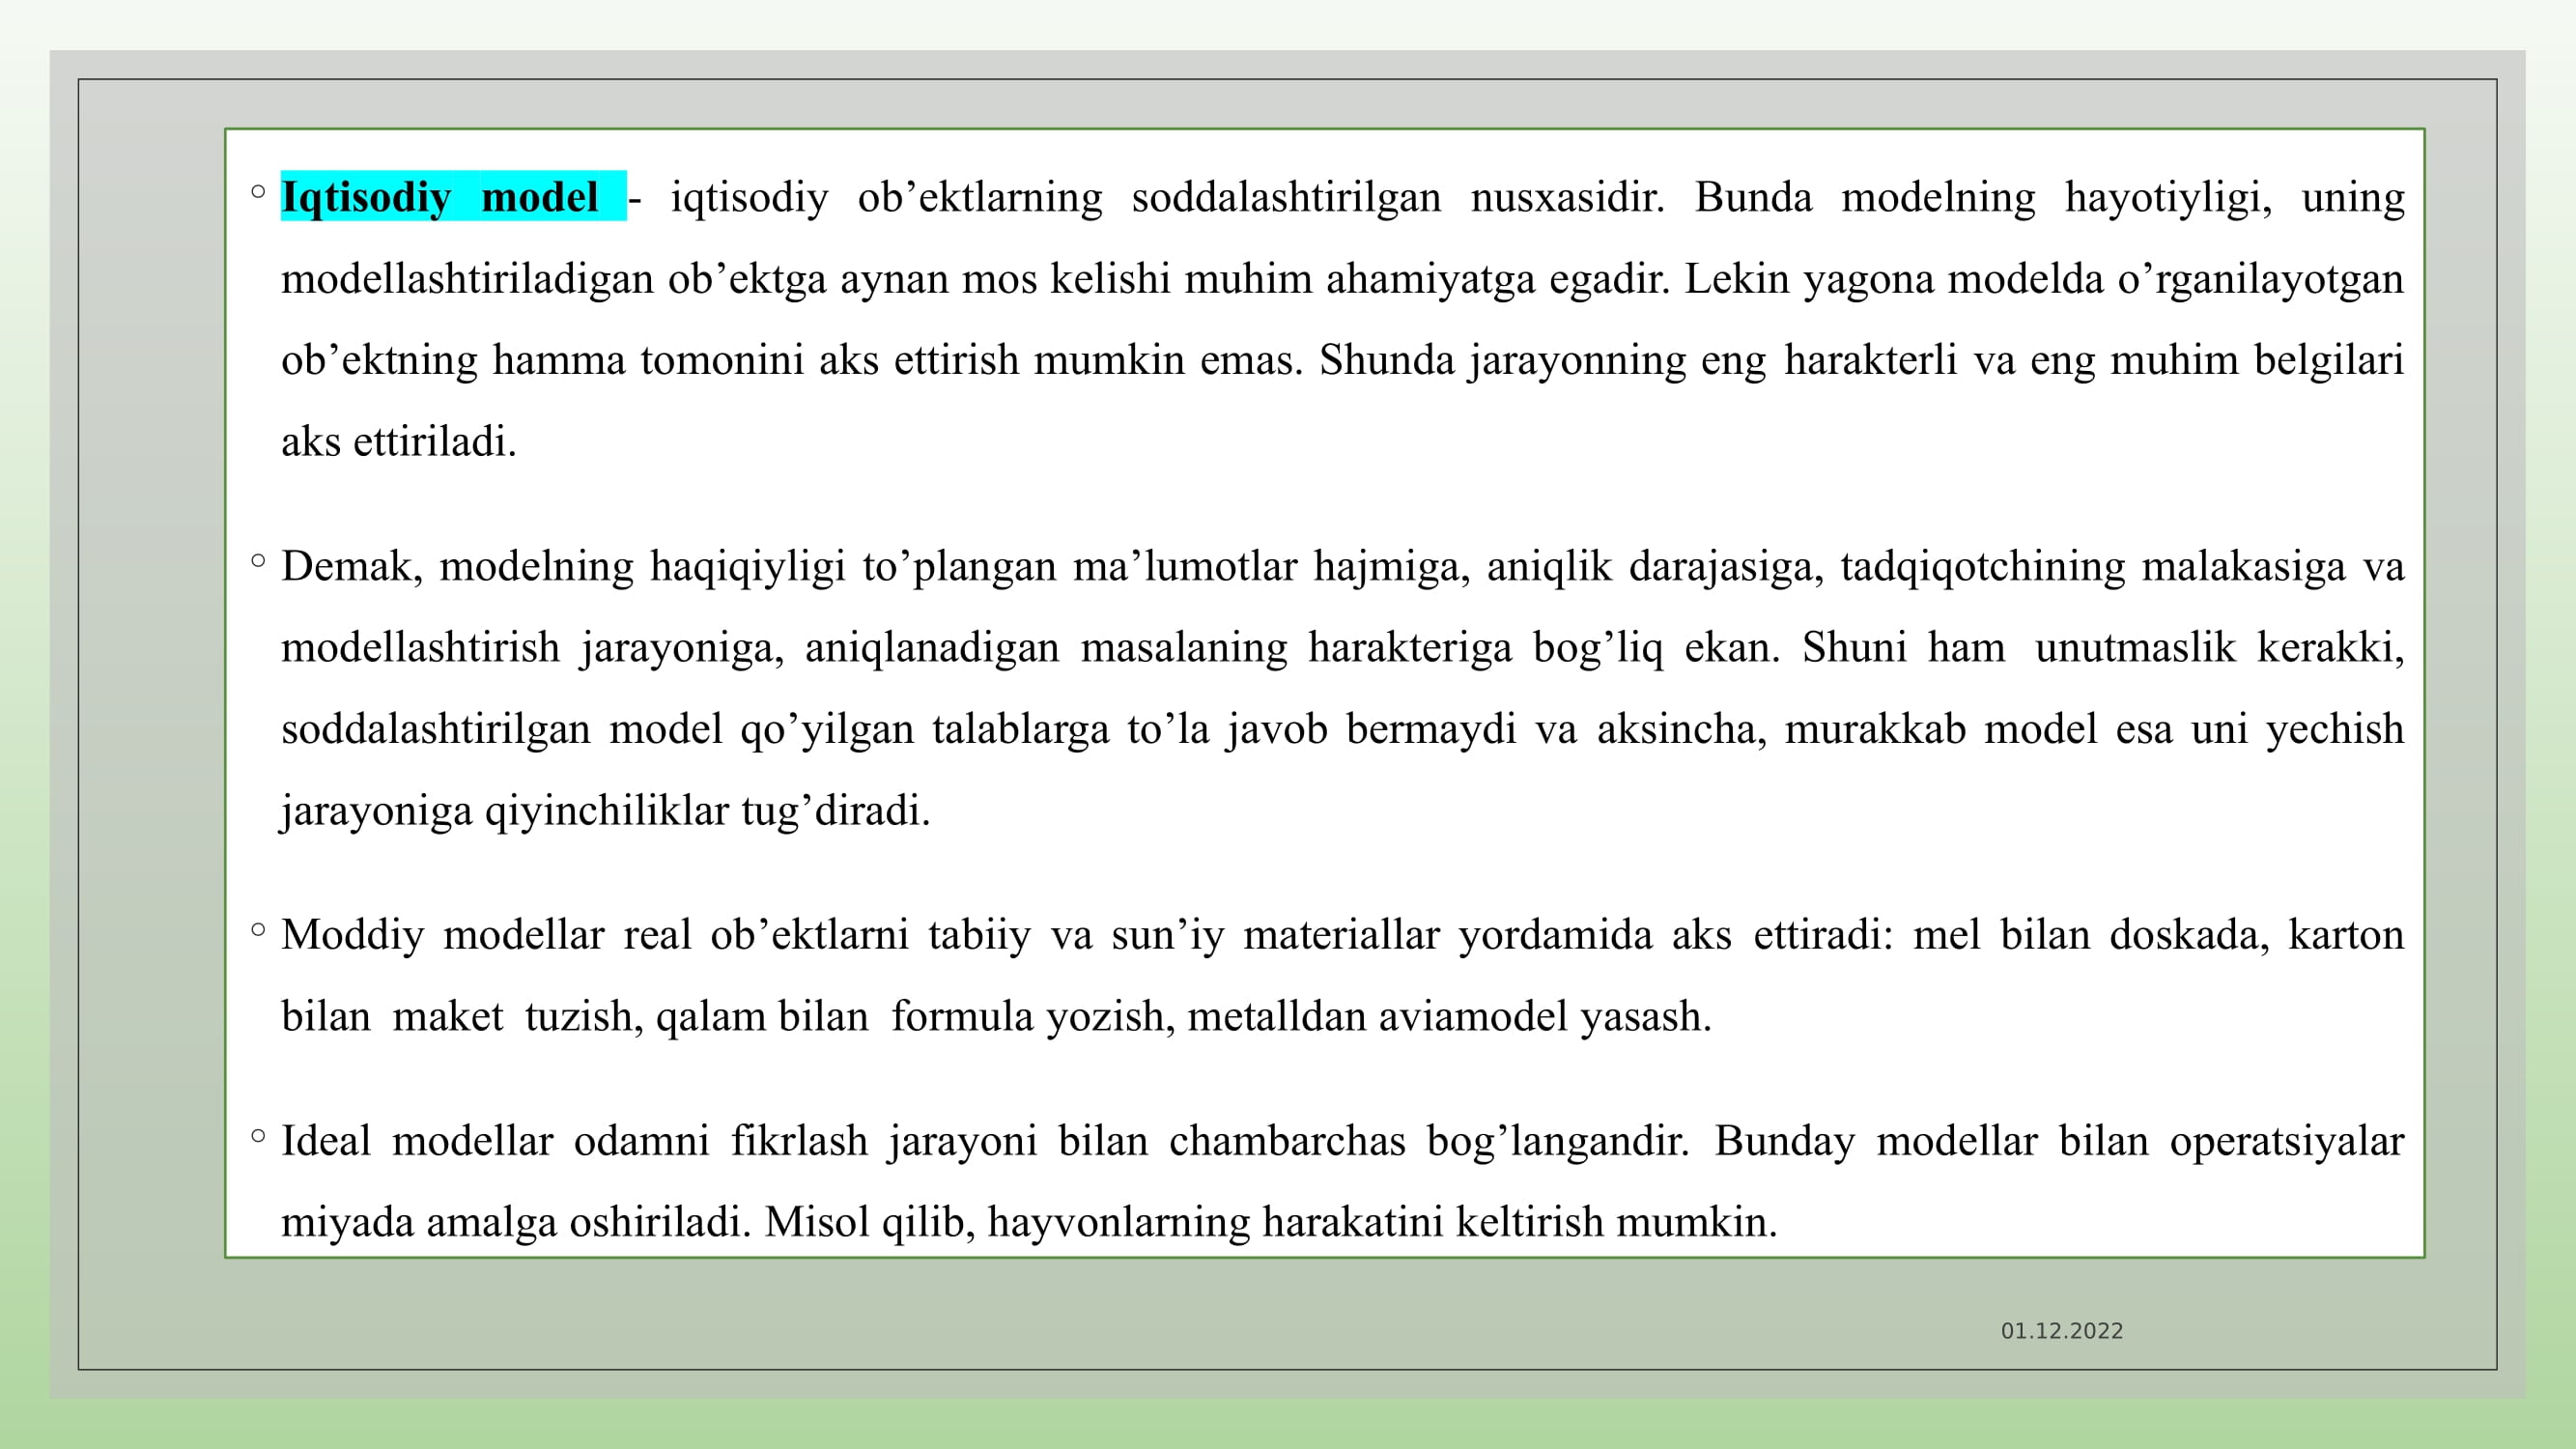 ◦ Iqtisodiy model - iqtisodiy ob’ektlarning soddalashtirilgan nusxasidir. Bunda modelning hayotiyligi, uning
modellashtiriladigan ob’ektga aynan mos kelishi muhim ahamiyatga egadir. Lekin yagona modelda o’rganilayotgan
ob’ektning hamma tomonini aks ettirish mumkin emas. Shunda jarayonning eng harakterli va eng muhim belgilari
aks ettiriladi.
◦ Demak, modelning haqiqiyligi to’plangan ma’lumotlar hajmiga, aniqlik darajasiga, tadqiqotchining malakasiga va
modellashtirish jarayoniga, aniqlanadigan masalaning harakteriga bog’liq ekan. Shuni ham unutmaslik kerakki,
soddalashtirilgan model qo’yilgan talablarga to’la javob bermaydi va aksincha, murakkab model esa uni yechish
jarayoniga qiyinchiliklar tug’diradi.
◦ Moddiy modellar real ob’ektlarni tabiiy va sun’iy materiallar yordamida aks ettiradi: mel bilan doskada, karton
bilan maket tuzish, qalam bilan formula yozish, metalldan aviamodel yasash.
◦ Ideal modellar odamni fikrlash jarayoni bilan chambarchas bog’langandir. Bunday modellar bilan operatsiyalar
miyada amalga oshiriladi. Misol qilib, hayvonlarning harakatini keltirish mumkin.
01.12.2022